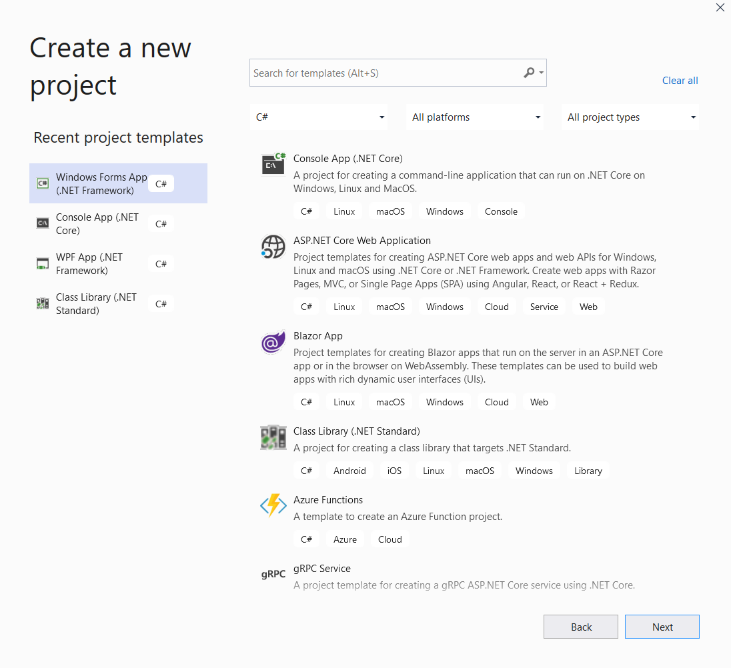 Create a new
project
Recent project templates
Windows Forms App
(.NET Framework)
C#
Console App (.NET
Core)
C#
WPF App (.NET
Framework)
C#
Class Library (.NET
Standard)
C#
Search for templates (Alt+S)
Clear all
C#
All platforms
All project types
C#
C:\
Console App (.NET Core)
A project for creating a command-line application that can run on .NET Core on
Windows, Linux and MacOS.
C# Linux macOS Windows Console
ASP.NET Core Web Application
Project templates for creating ASP.NET Core web apps and web APIs for Windows,
Linux and macOS using .NET Core or .NET Framework. Create web apps with Razor
Pages, MVC, or Single Page Apps (SPA) using Angular, React, or React + Redux.
C# Linux macOS Windows Cloud Service Web
@
Blazor App
Project templates for creating Blazor apps that run on the server in an ASP.NET Core
app or in the browser on WebAssembly. These templates can be used to build web
apps with rich dynamic user interfaces (UIs).
C# Linux macOS Windows Cloud Web
Class Library (.NET Standard)
A project for creating a class library that targets .NET Standard.
C# Android iOS Linux macOS Windows Library
Azure Functions
A template to create an Azure Function project.
C# Azure Cloud
gRPC
gRPC Service
A project template for creating a gRPC ASP.NET Core service using .NET Core.
Back
Next